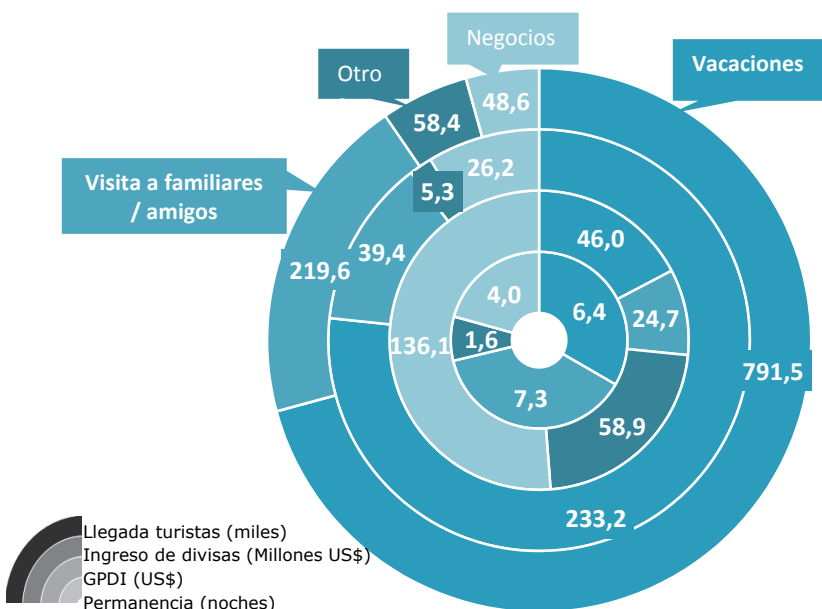 Negocios
Otro
Vacaciones
48,6
58,4
26,2
Visita a familiares
/ amigos
5,3
46,0
39,4
219,6
4,0
6,4
24,7
1,6
136,1
791,5
7,3
58,9
233,2
Llegada turistas (miles)
Ingreso de divisas (Millones US$)
GPDI (US$)
Permanencia (noches)